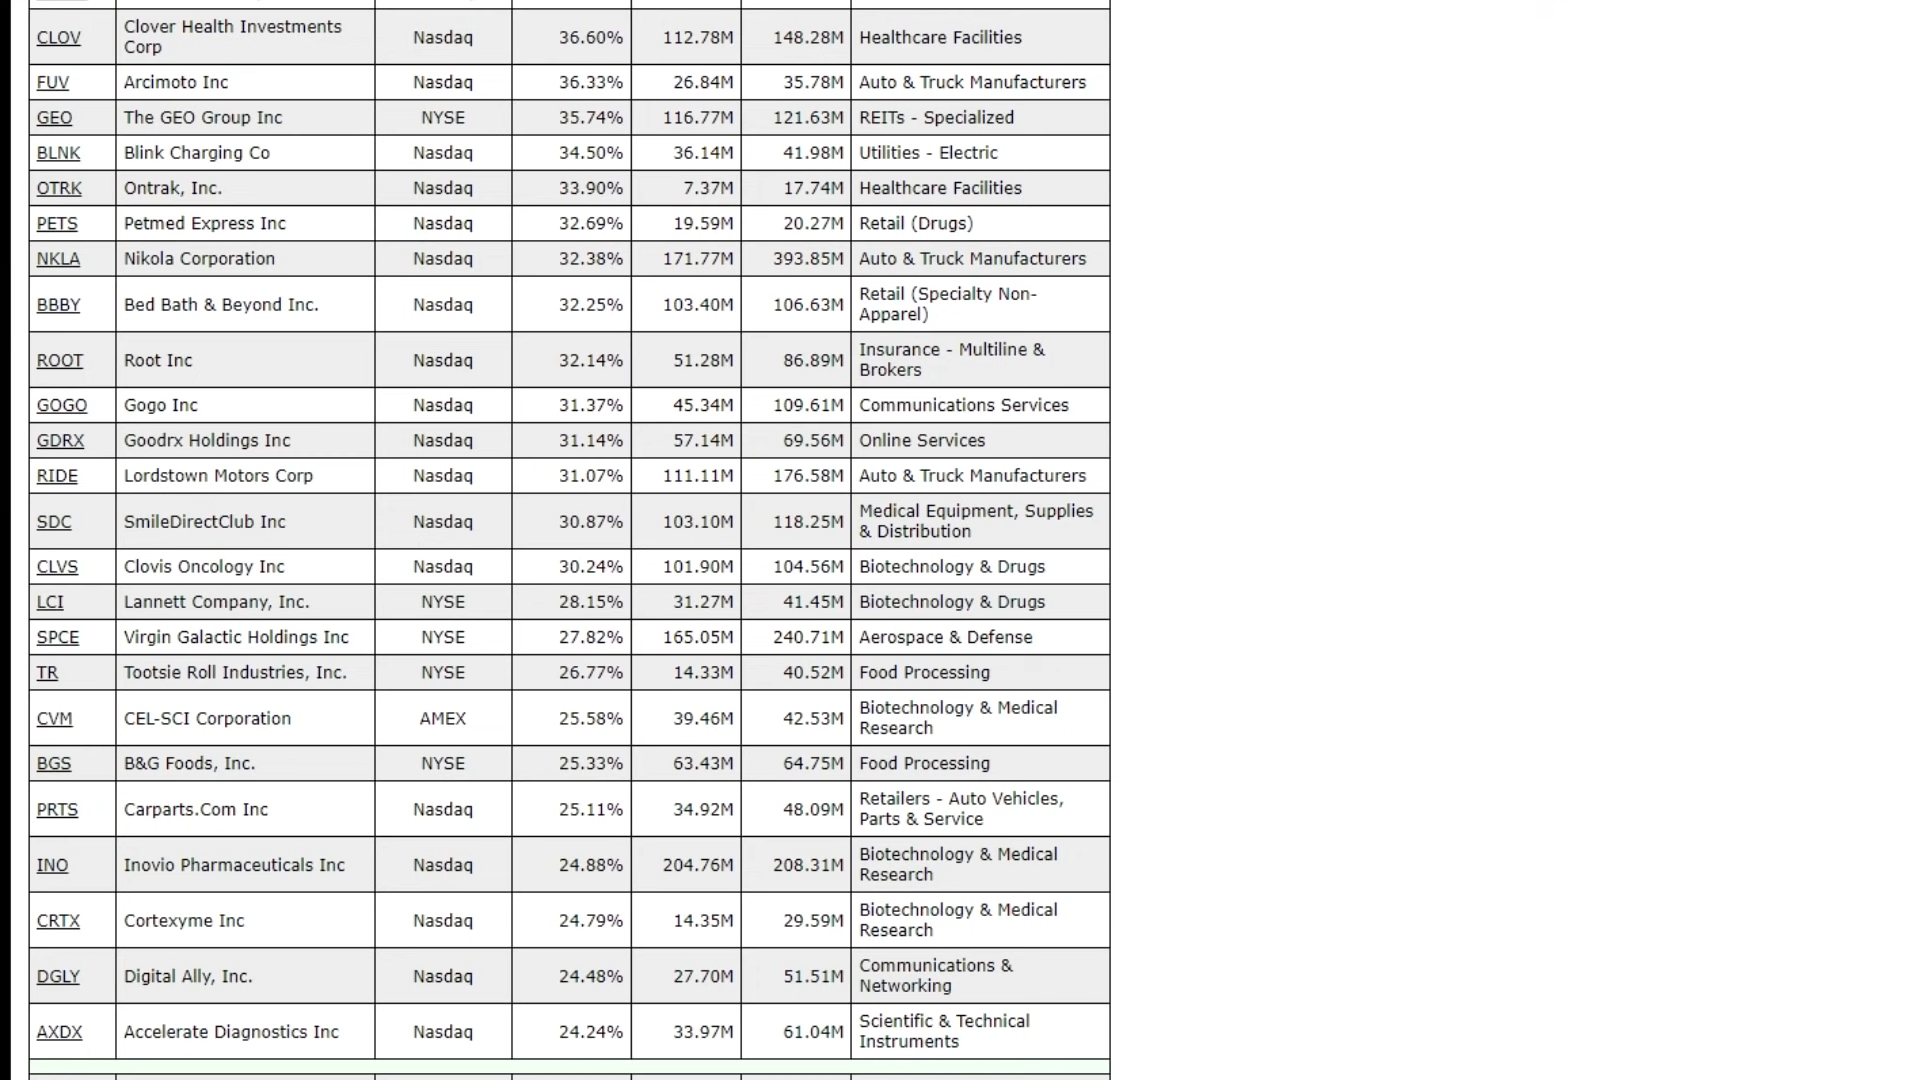 CLOV Clover Health Investments Corp Nasdaq 36.60% 112.78M 148.28M Healthcare Facilities
FUV Arcimoto Inc Nasdaq 36.33% 26.84M 35.78M Auto & Truck Manufacturers
GEO The GEO Group Inc NYSE 35.74% 116.77M 121.63M REITs - Specialized
BLNK Blink Charging Co Nasdaq 34.50% 36.14M 41.98M Utilities - Electric
OTRK Ontrak, Inc. Nasdaq 33.90% 7.37M 17.74M Healthcare Facilities
PETS Petmed Express Inc Nasdaq 32.69% 19.59M 20.27M Retail (Drugs)
NKLA Nikola Corporation Nasdaq 32.38% 171.77M 393.85M Auto & Truck Manufacturers
BBBY Bed Bath & Beyond Inc. Nasdaq 32.25% 103.40M 106.63M Retail (Specialty Non-Apparel)
ROOT Root Inc Nasdaq 32.14% 51.28M 86.89M Insurance - Multiline & Brokers
GOGO Gogo Inc Nasdaq 31.37% 45.34M 109.61M Communications Services
GDRX Goodrx Holdings Inc Nasdaq 31.14% 57.14M 69.56M Online Services
RIDE Lordstown Motors Corp Nasdaq 31.07% 111.11M 176.58M Auto & Truck Manufacturers
SDC SmileDirectClub Inc Nasdaq 30.87% 103.10M 118.25M Medical Equipment, Supplies & Distribution
CLVS Clovis Oncology Inc Nasdaq 30.24% 101.90M 104.56M Biotechnology & Drugs
LCI Lannett Company, Inc. NYSE 28.15% 31.27M 41.45M Biotechnology & Drugs
SPCE Virgin Galactic Holdings Inc NYSE 27.82% 165.05M 240.71M Aerospace & Defense
TR Tootsie Roll Industries, Inc. NYSE 26.77% 14.33M 40.52M Food Processing
CVM CEL-SCI Corporation AMEX 25.58% 39.46M 42.53M Biotechnology & Medical Research
BGS B&G Foods, Inc. NYSE 25.33% 63.43M 64.75M Food Processing
PRTS Carparts.Com Inc Nasdaq 25.11% 34.92M 48.09M Retailers - Auto Vehicles, Parts & Service
INO Inovio Pharmaceuticals Inc Nasdaq 24.88% 204.76M 208.31M Biotechnology & Medical Research
CRTX Cortexyme Inc Nasdaq 24.79% 14.35M 29.59M Biotechnology & Medical Research
DGLY Digital Ally, Inc. Nasdaq 24.48% 27.70M 51.51M Communications & Networking
AXDX Accelerate Diagnostics Inc Nasdaq 24.24% 33.97M 61.04M Scientific & Technical Instruments